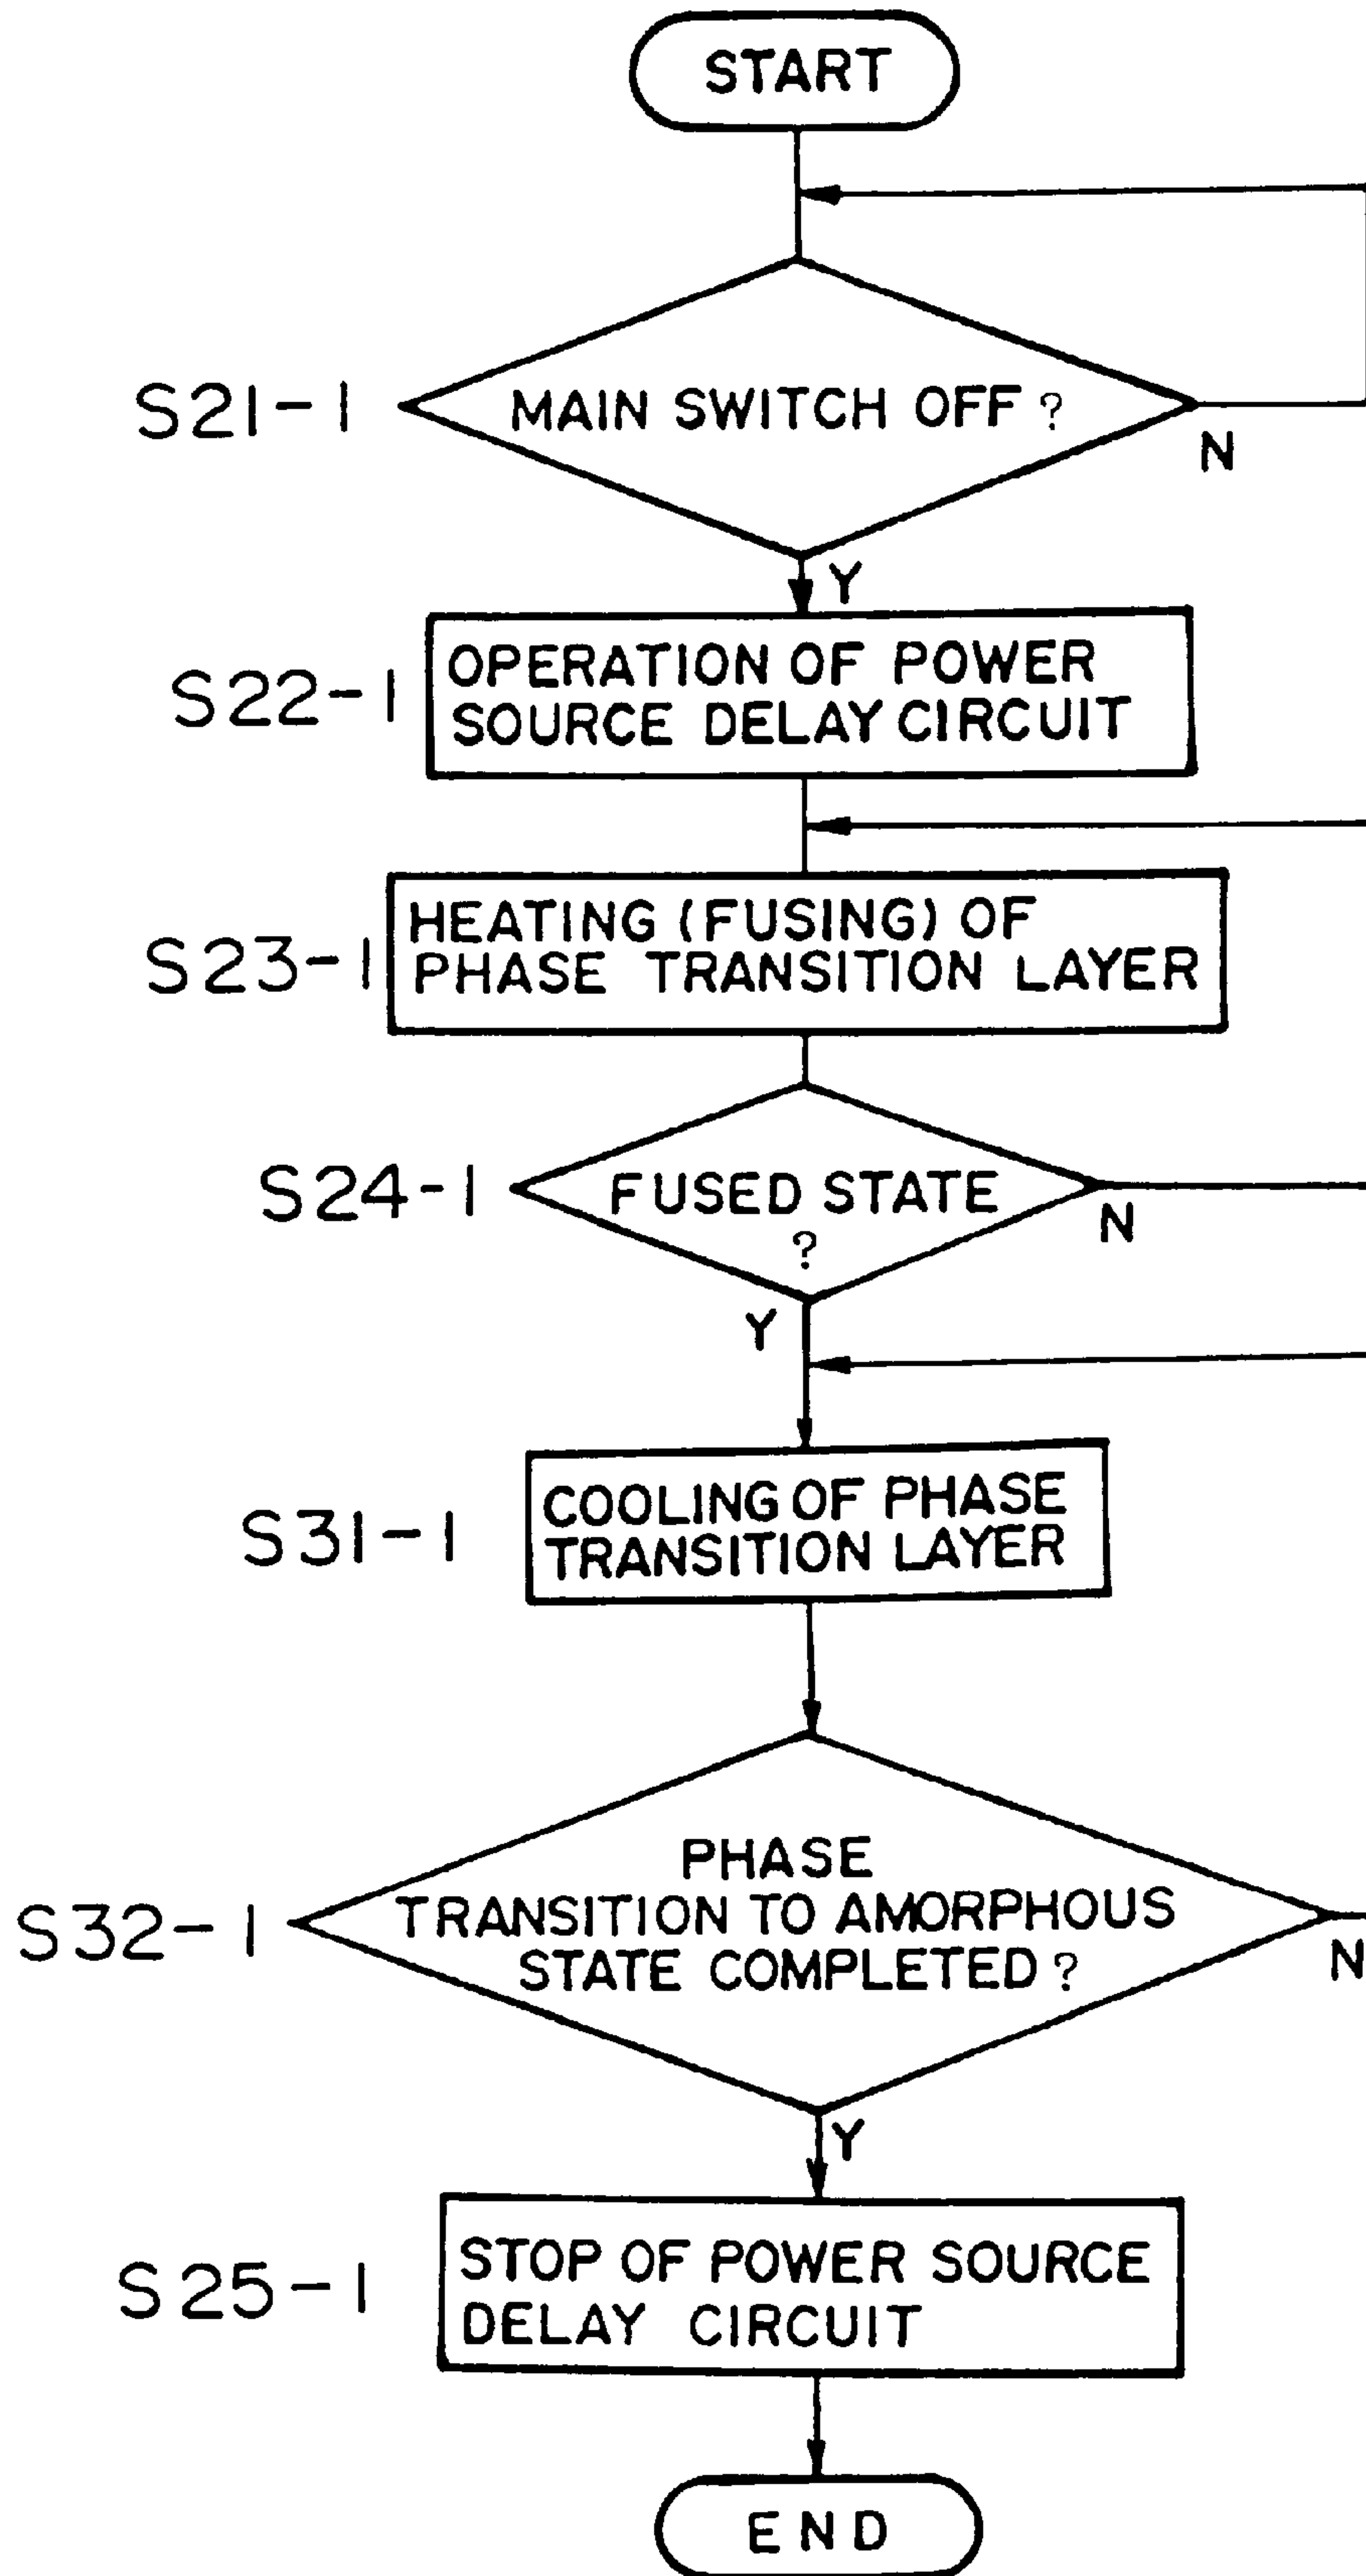 START
S21-1
MAIN SWITCH OFF ?
N
Y
S22-1
OPERATION OF POWER
SOURCE DELAY CIRCUIT
S23-1
HEATING (FUSING) OF
PHASE TRANSITION LAYER
S24-1
FUSED STATE
?
N
Y
S31-1
COOLING OF PHASE
TRANSITION LAYER
S32-1
PHASE
TRANSITION TO AMORPHOUS
STATE COMPLETED ?
N
Y
S25-1
STOP OF POWER SOURCE
DELAY CIRCUIT
END